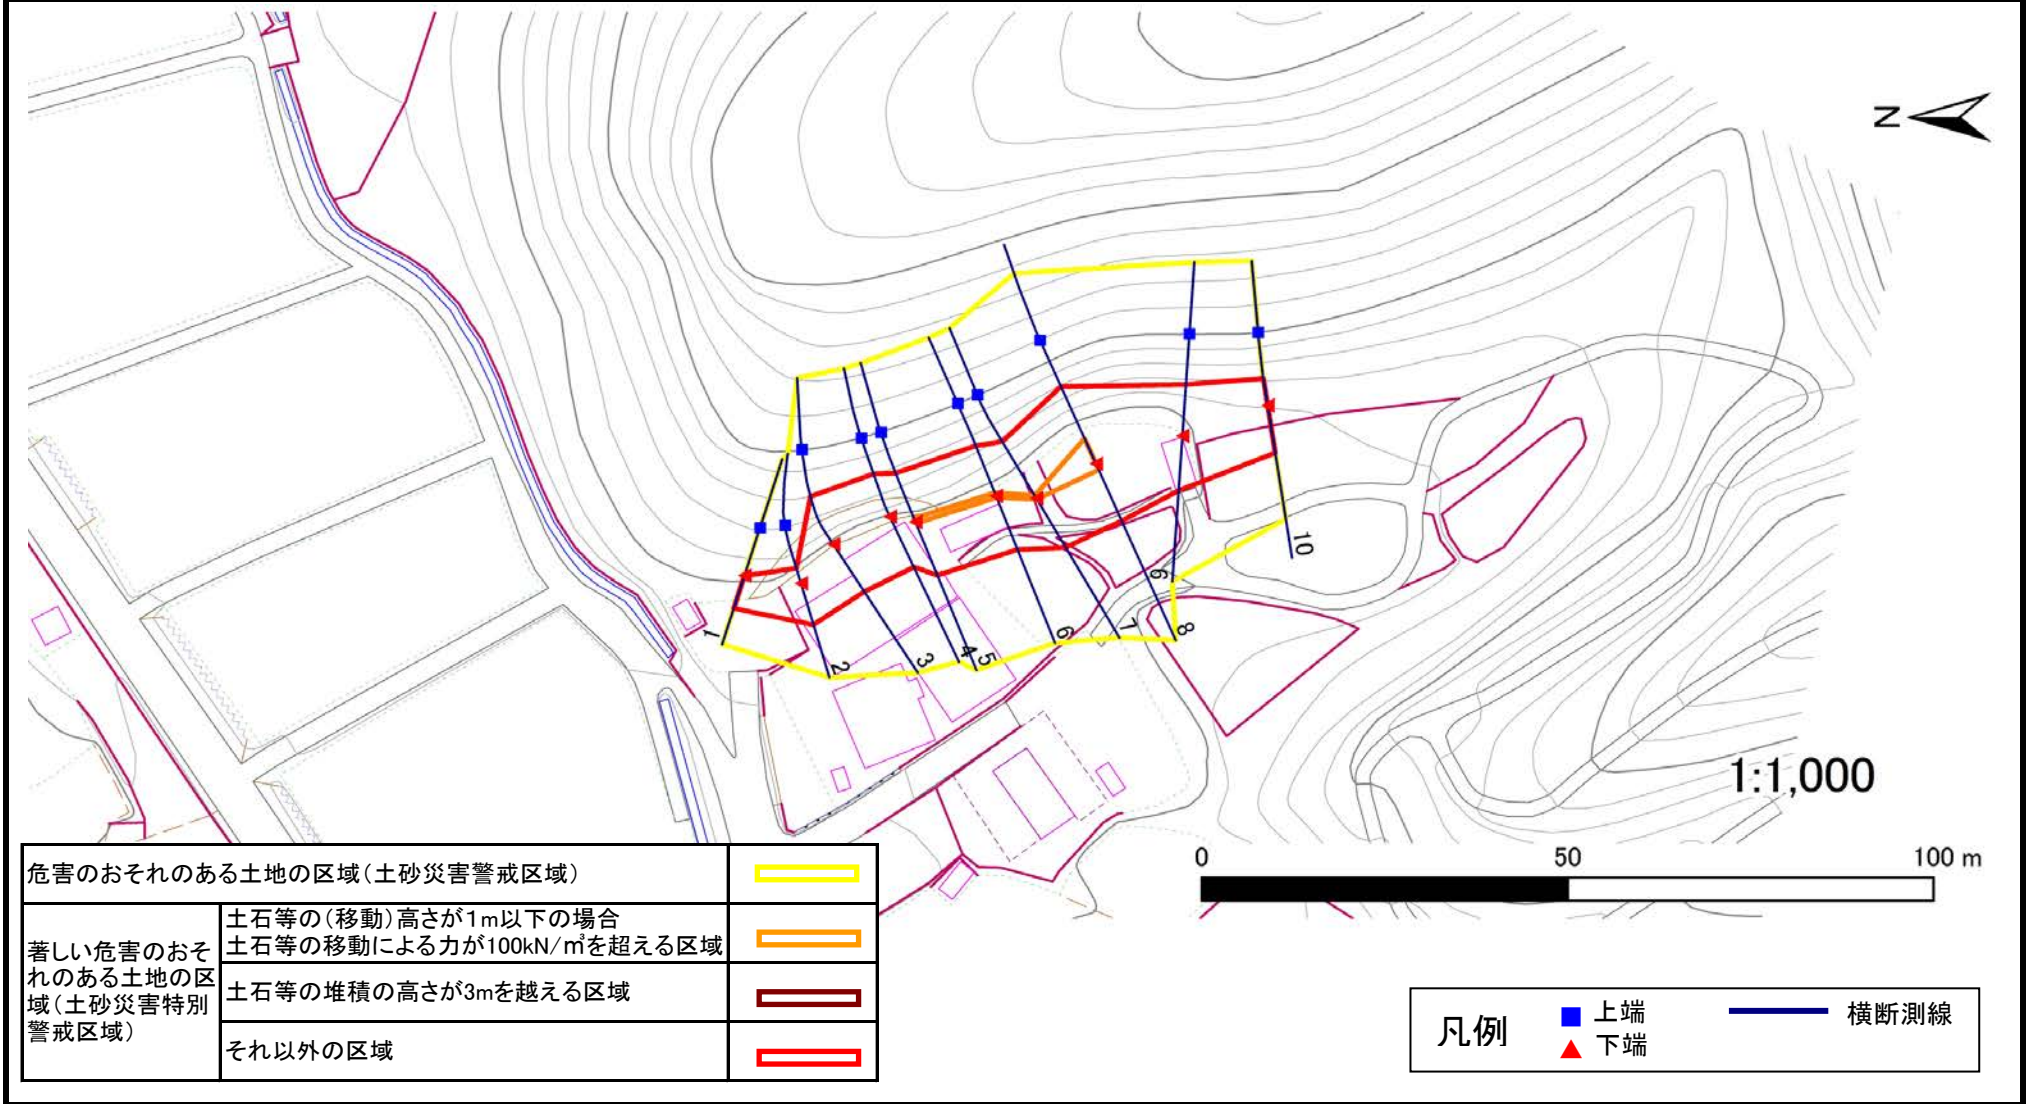 N
1
2
3
4
5
6
7
8
9
10
1:1,000
0
50
100 m
危害のおそれのある土地の区域(土砂災害警戒区域)
著しい危害のおそ
れのある土地の区
域(土砂災害特別
警戒区域)
土石等の(移動)高さが1m以下の場合
土石等の移動による力が100kN/㎡を超える区域
土石等の堆積の高さが3mを越える区域
それ以外の区域
凡例
上端
下端
横断測線